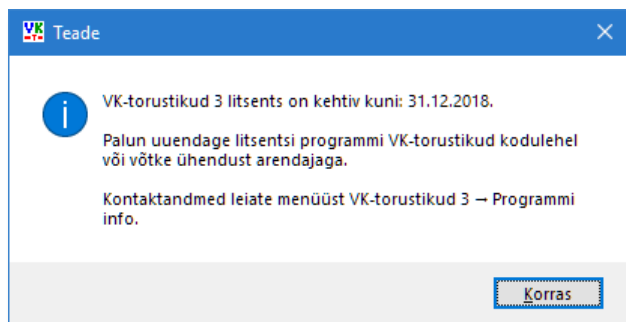 VK
-T-
Teade
VK-torustikud 3 litsents on kehtiv kuni: 31.12.2018.
Palun uuendage litsentsi programmi VK-torustikud kodulehel
või võtke ühendust arendajaga.
Kontaktandmed leiate menüüst VK-torustikud 3 → Programmi
info.
Korras